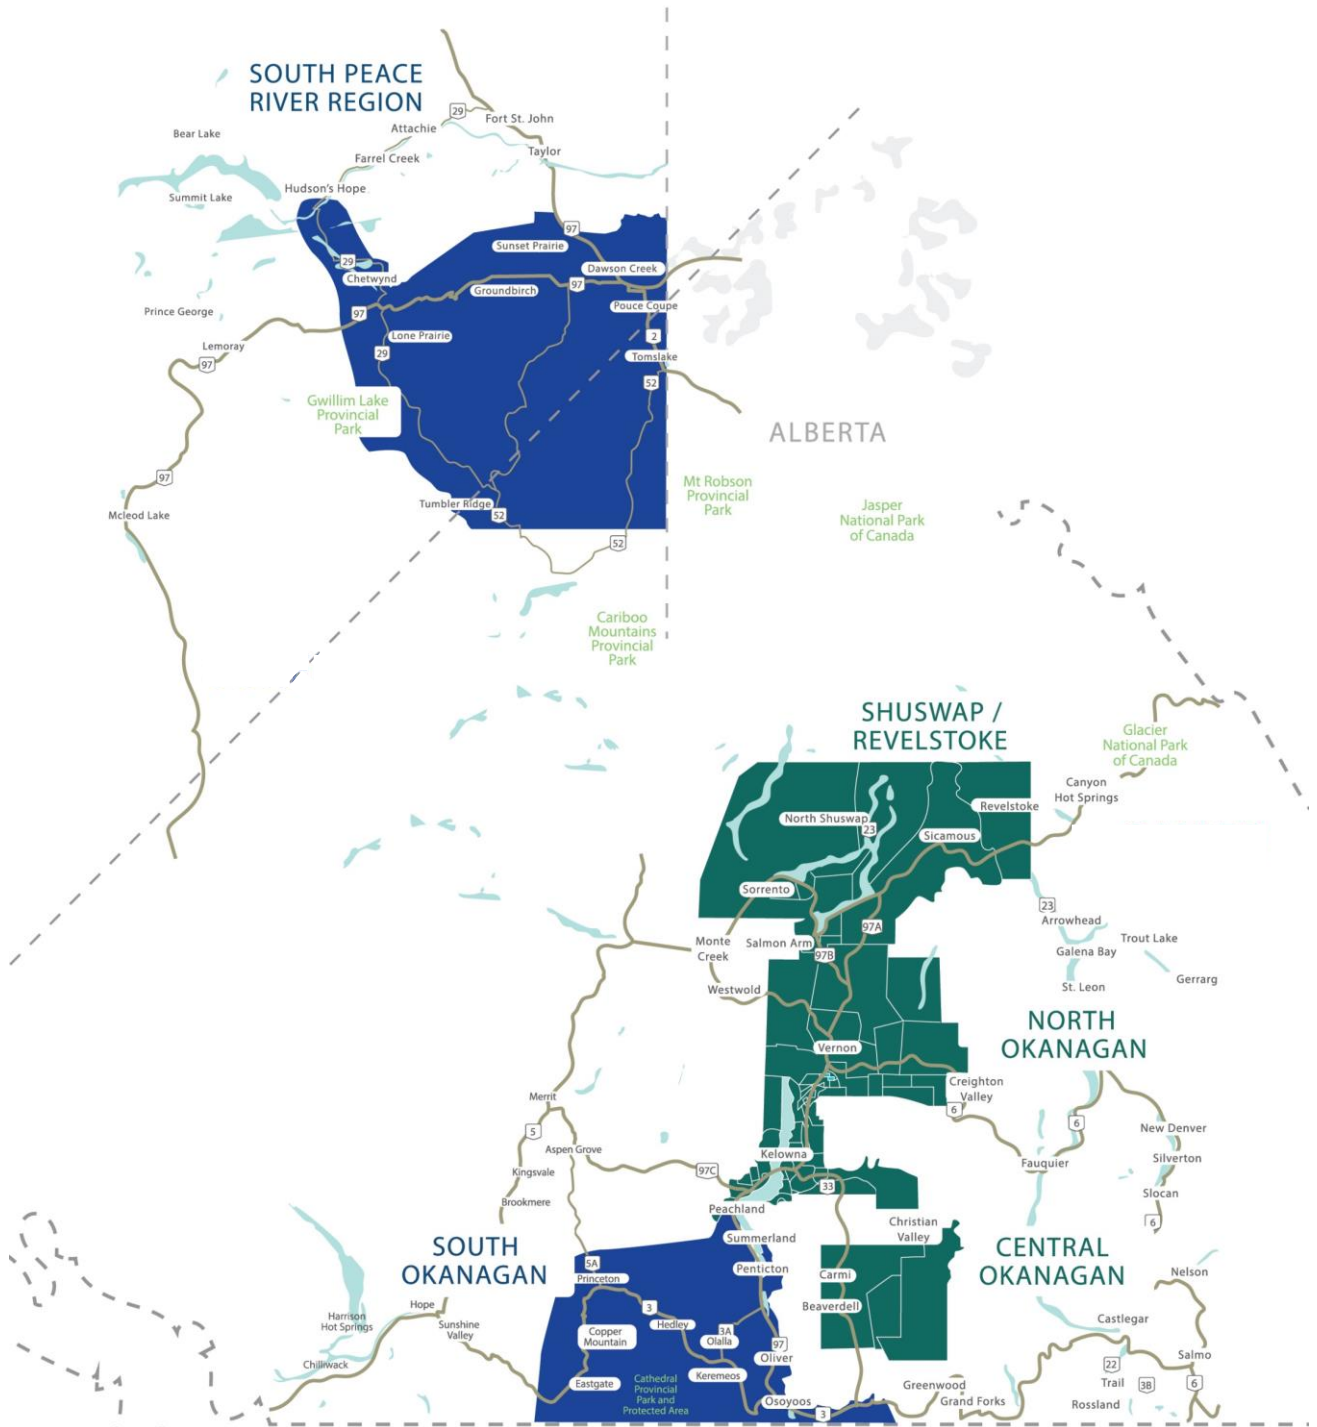 SOUTH PEACE
RIVER REGION
29
Fort St. John
Attachie
Bear Lake
Farrel Creek
Taylor
Hudson's Hope
Summit Lake
97
Sunset Prairie
29
Dawson Creek
Chetwynd
97
Groundbirch
Pouce Coupe
Prince George
97
2
Lone Prairie
Lemoray
29
Tomslake
97
52
Gwillim Lake
Provincial
Park
ALBERTA
97
Mt Robson
Provincial
Park
Tumbler Ridge
52
Mcleod Lake
Jasper
National Park
of Canada
52
Cariboo
Mountains
Provincial
Park
SHUSWAP /
REVELSTOKE
Glacier
National Park
of Canada
Canyon
Hot Springs
Revelstoke
North Shuswap
23
Sicamous
Sorrento
23
Arrowhead
97A
Monte
Creek
Salmon Arm
97B
Trout Lake
Galena Bay
Gerrarg
St. Leon
Westwold
NORTH
OKANAGAN
Vernon
Creighton
Valley
Merrit
6
6
5
New Denver
Aspen Grove
Kelowna
Silverton
Fauquier
97C
Kingsvale
33
Slocan
Brookmere
Peachland
6
Christian
Valley
Summerland
SOUTH
OKANAGAN
CENTRAL
OKANAGAN
5A
Penticton
Carmi
Princeton
Nelson
Hope
3
Beaverdell
Harrison
Hot Springs
Sunshine
Valley
Hedley
3A
Castlegar
Copper
Mountain
Olalla
97
Oliver
Salmo
Chilliwack
22
Keremeos
Trail
3B
6
Eastgate
Cathedral
Provincial
Park and
Protected Area
Greenwood
Osoyoos
Grand Forks
Rossland
3